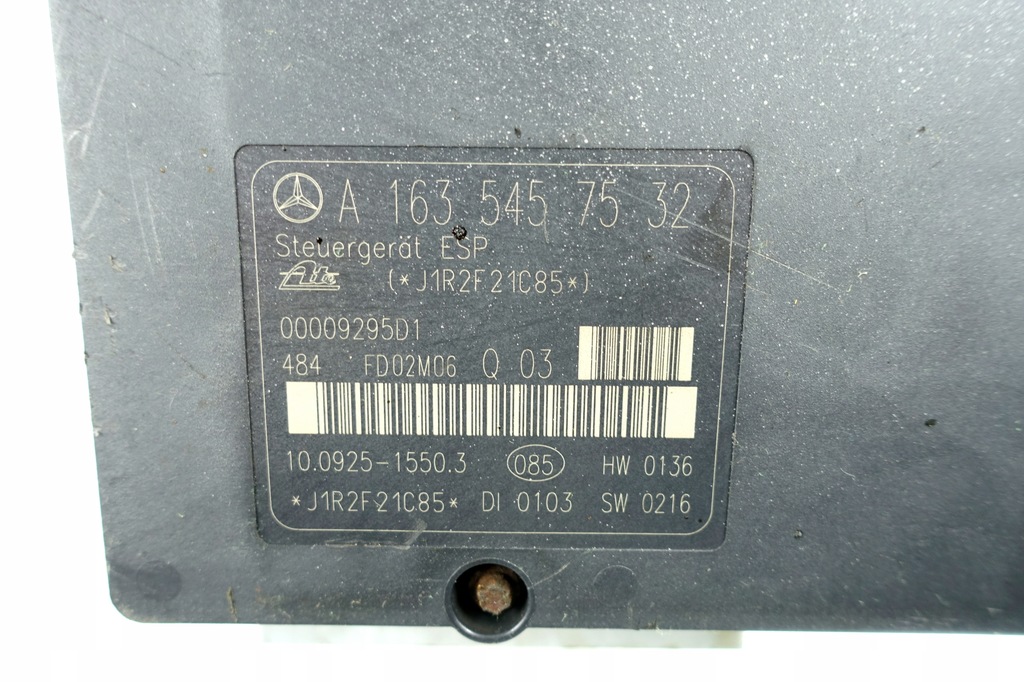 A 163 545 75 32
Steuergerät ESP
Ate (*J1R2F21C85*)
00009295D1
484 FD02M06 Q 03
10.0925-1550.3 085 HW 0136
*J1R2F21C85* DI 0103 SW 0216